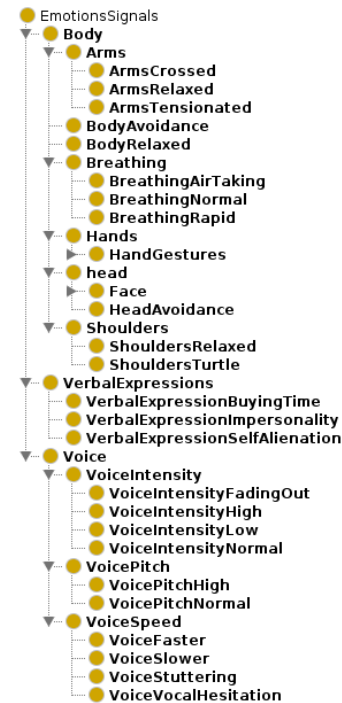 EmotionsSignals
Body
Arms
ArmsCrossed
ArmsRelaxed
ArmsTensionated
BodyAvoidance
BodyRelaxed
Breathing
BreathingAirTaking
BreathingNormal
BreathingRapid
Hands
HandGestures
head
Face
HeadAvoidance
Shoulders
ShouldersRelaxed
ShouldersTurtle
VerbalExpressions
VerbalExpressionBuyingTime
VerbalExpressionImpersonality
VerbalExpressionSelfAlienation
Voice
VoiceIntensity
VoiceIntensityFadingOut
VoiceIntensityHigh
VoiceIntensityLow
VoiceIntensityNormal
VoicePitch
VoicePitchHigh
VoicePitchNormal
VoiceSpeed
VoiceFaster
VoiceSlower
VoiceStuttering
VoiceVocalHesitation